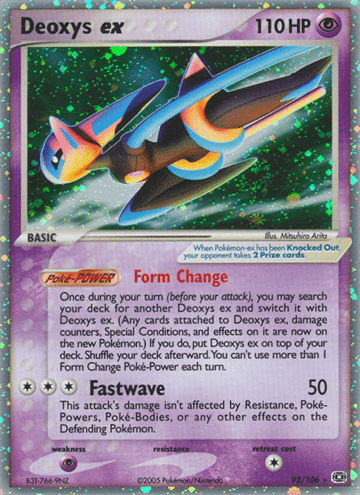 Deoxys ex 110 HP
BASIC
Illus. Mitsuhiro Arita
When Pokémon-ex has been Knocked Out,
your opponent takes 2 Prize cards.
Poké-POWER Form Change
Once during your turn (before your attack), you may search
your deck for another Deoxys ex and switch it with
Deoxys ex. (Any cards attached to Deoxys ex, damage
counters, Special Conditions, and effects on it are now on
the new Pokémon.) If you do, put Deoxys ex on top of your
deck. Shuffle your deck afterward. You can't use more than 1
Form Change Poké-Power each turn.
Fastwave 50
This attack's damage isn't affected by Resistance, Poké-
Powers, Poké-Bodies, or any other effects on the
Defending Pokémon.
weakness resistance retreat cost
83T-766-9NZ ©2005 Pokémon/Nintendo 93/106